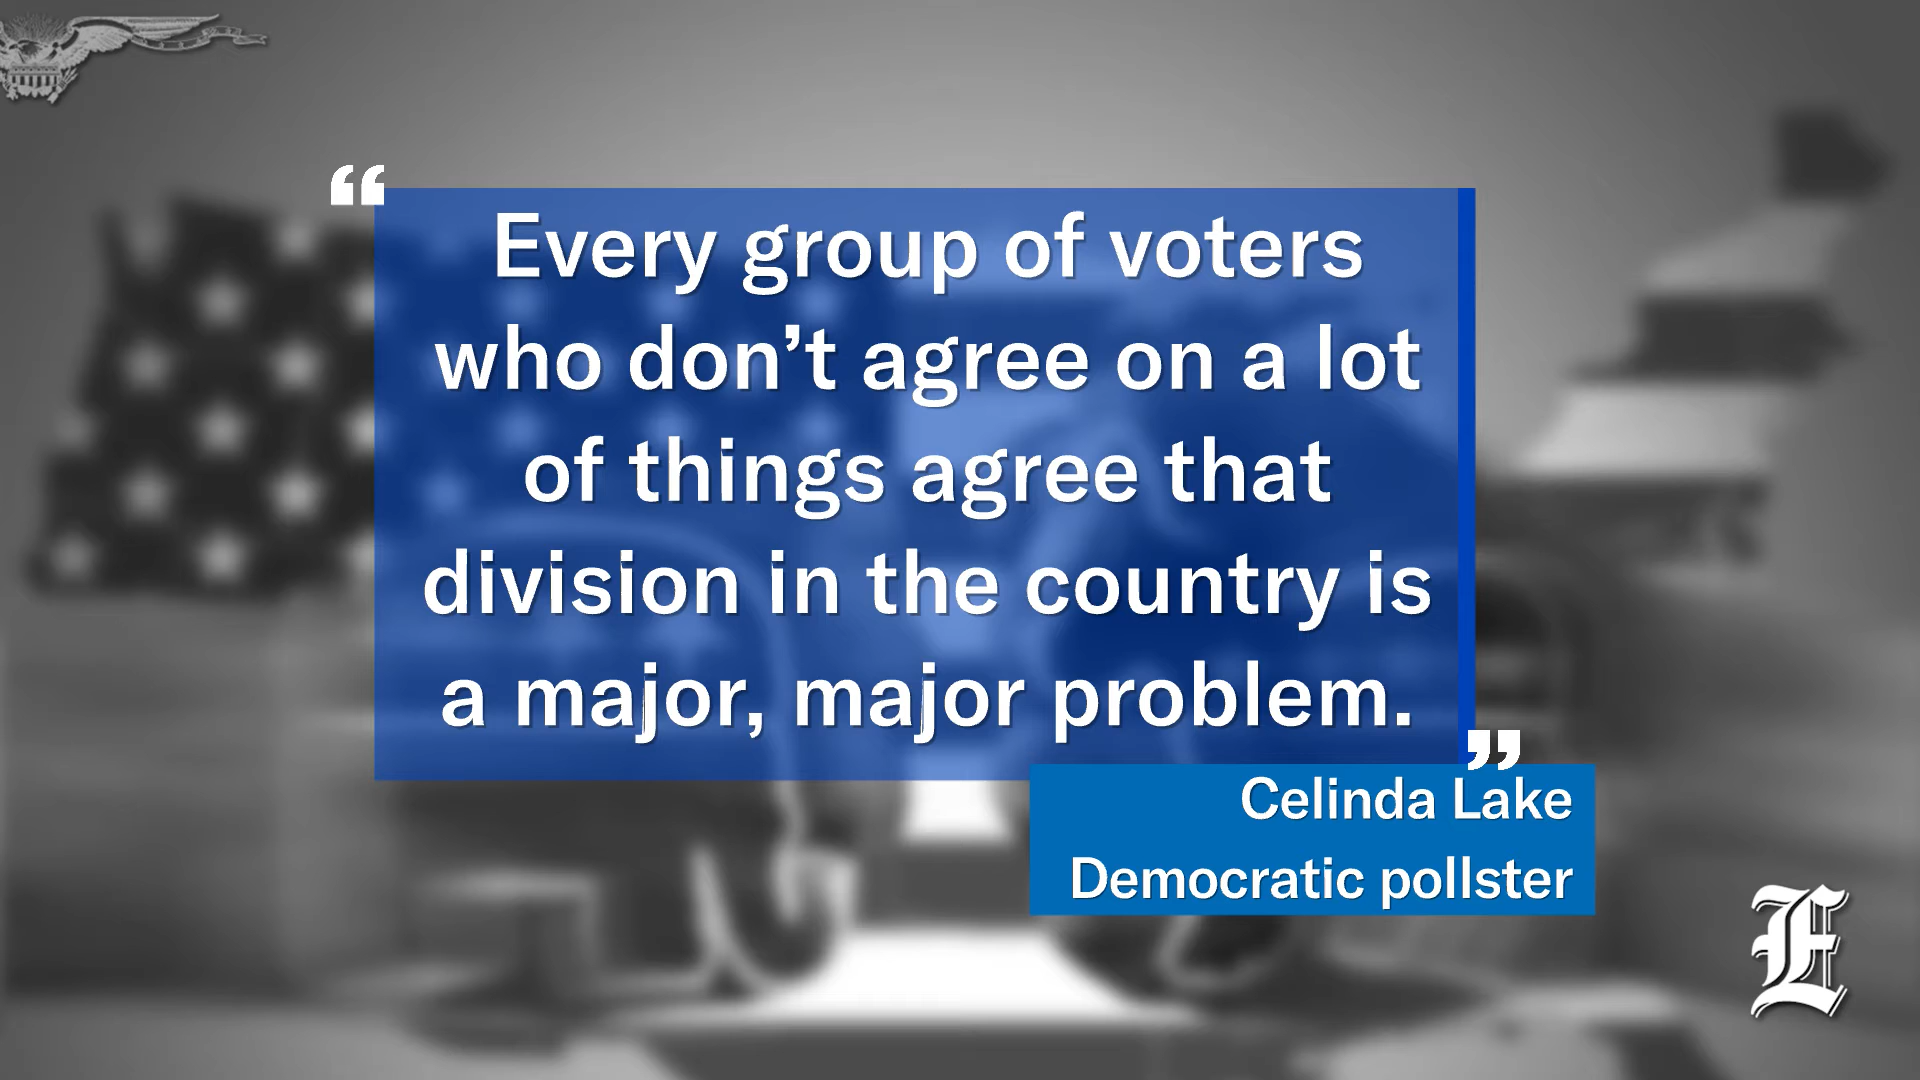 “Every group of voters
who don’t agree on a lot
of things agree that
division in the country is
a major, major problem.”
Celinda Lake
Democratic pollster
E